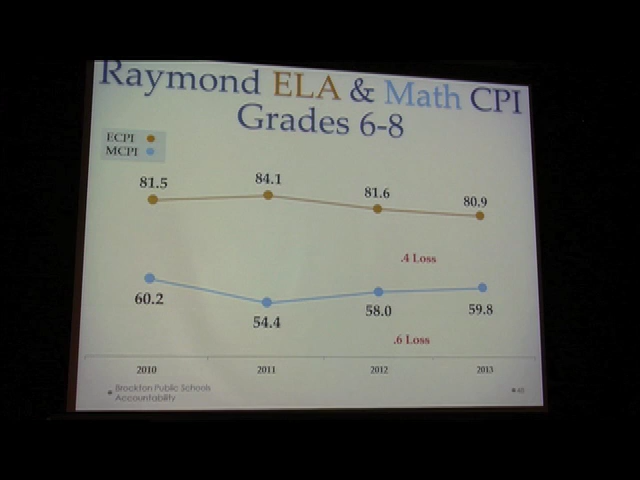 Raymond ELA & Math CPI
Grades 6-8
ECPI
MCPI
81.5
84.1
81.6
80.9
.4 Loss
60.2
54.4
58.0
59.8
.6 Loss
2010
2011
2012
2013
Brockton Public Schools
Accountability